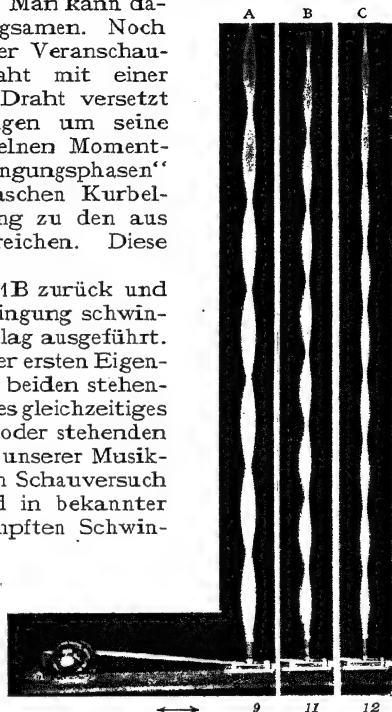 Man kann da-
gsamen. Noch
er Veranschau-
aht mit einer
Draht versetzt
gen um seine
elnen Moment-
ngungsphasen“
aschen Kurbel-
ng zu den aus
reichen. Diese
1B zurück und
ingung schwin-
lag ausgeführt.
er ersten Eigen-
beiden stehen-
es gleichzeitiges
oder stehenden
unserer Musik-
n Schauversuch
d in bekannter
mpften Schwin-
A B C
9 11 12